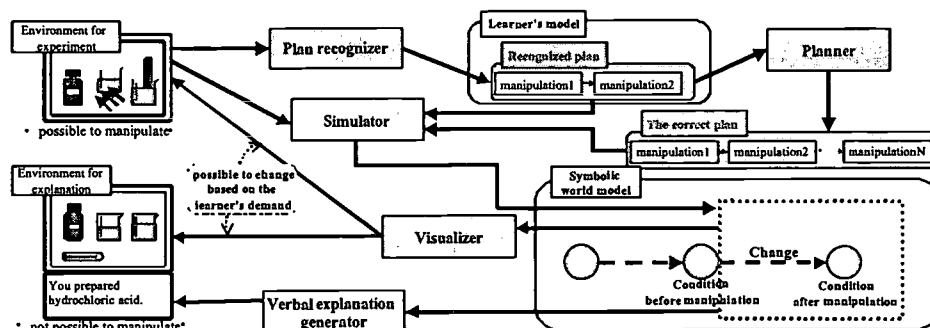 Environment for
experiment
* possible to manipulate*
Plan recognizer
Learner's model
Recognized plan
manipulation1
manipulation2
Planner
Simulator
The correct plan
manipulation1
manipulation2
manipulationN
Environment for
explanation
possible to change
based on the
learner's demand
Symbolic
world model
Visualizer
Change
Condition
before manipulation
Condition
after manipulation
You prepared
hydrochloric acid.
* not possible to manipulate*
Verbal explanation
generator